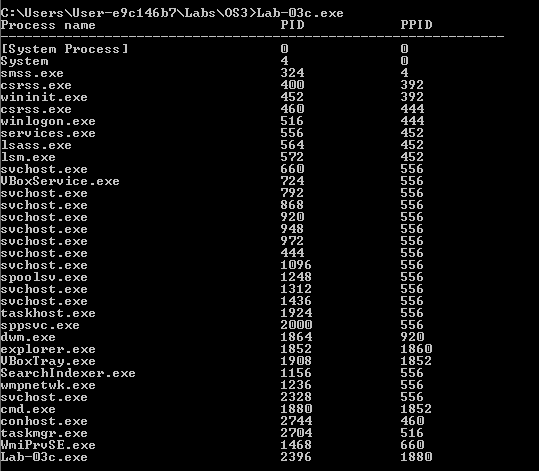 C:\Users\User-e9c146b7\Labs\OS3>Lab-03c.exe
Process name PID PPID
--------------------------------------------------------------
[System Process] 0 0
System 4 0
smss.exe 324 4
csrss.exe 400 392
wininit.exe 452 392
csrss.exe 460 444
winlogon.exe 516 444
services.exe 556 452
lsass.exe 564 452
lsm.exe 572 452
svchost.exe 660 556
VBoxService.exe 724 556
svchost.exe 792 556
svchost.exe 868 556
svchost.exe 920 556
svchost.exe 948 556
svchost.exe 972 556
svchost.exe 444 556
svchost.exe 1096 556
spoolsv.exe 1248 556
svchost.exe 1312 556
svchost.exe 1436 556
taskhost.exe 1924 556
sppsvc.exe 2000 556
dwm.exe 1864 920
explorer.exe 1852 1860
VBoxTray.exe 1908 1852
SearchIndexer.exe 1156 556
wmpnetwk.exe 1236 556
svchost.exe 2328 556
cmd.exe 1880 1852
conhost.exe 2744 460
taskmgr.exe 2704 516
WmiPrvSE.exe 1468 660
Lab-03c.exe 2396 1880